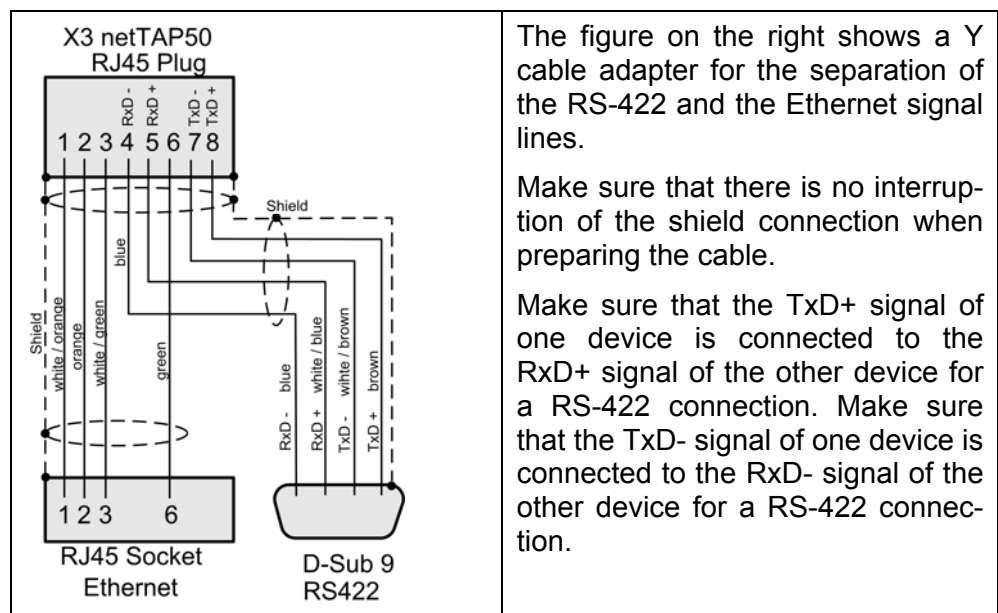 X3 netTAP50
RJ45 Plug
RxD -
RxD +
TxD -
TxD +
1 2 3 4 5 6 7 8
Shield
blue
Shield
white / orange
orange
white / green
green
RxD - blue
RxD + white / blue
TxD - wihte / brown
TxD + brown
1 2 3 6
RJ45 Socket
Ethernet
D-Sub 9
RS422
The figure on the right shows a Y
cable adapter for the separation of
the RS-422 and the Ethernet signal
lines.
Make sure that there is no interrup-
tion of the shield connection when
preparing the cable.
Make sure that the TxD+ signal of
one device is connected to the
RxD+ signal of the other device for
a RS-422 connection. Make sure
that the TxD- signal of one device is
connected to the RxD- signal of the
other device for a RS-422 connec-
tion.